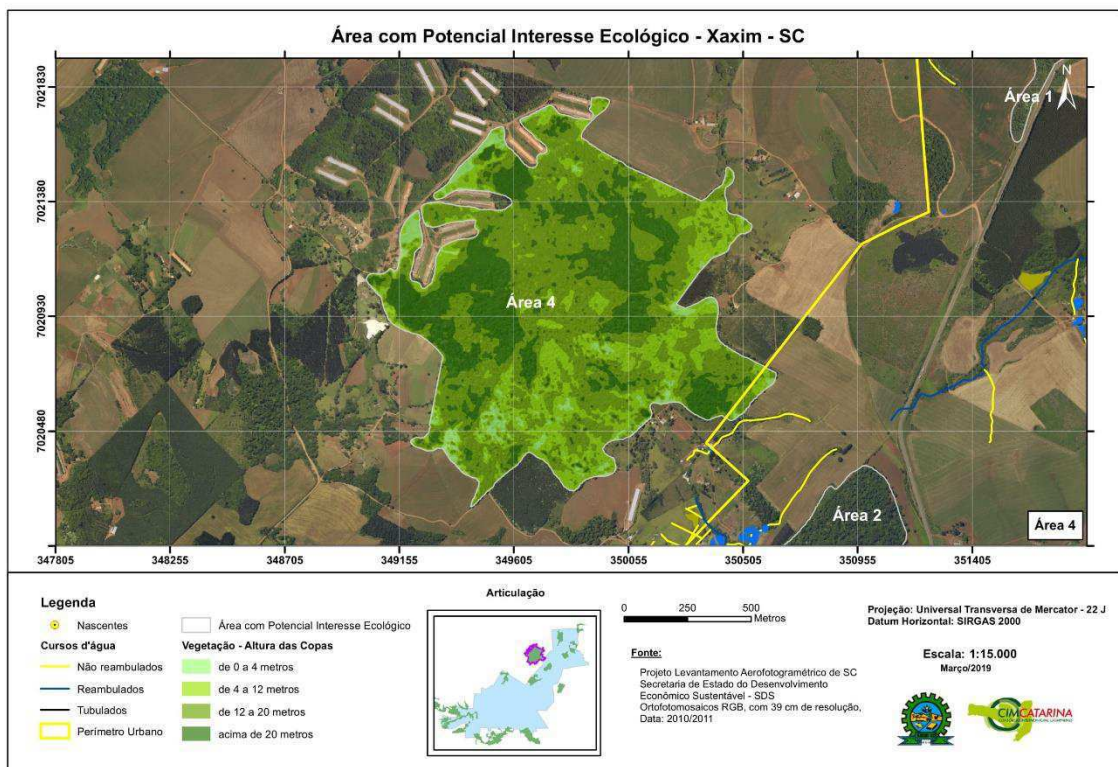 Área com Potencial Interesse Ecológico - Xaxim - SC
7021830
7021380
7020930
7020480
N
Área 1
Área 4
Área 2
Área 4
347805
348255
348705
349155
349605
350055
350505
350955
351405
Legenda
Nascentes
Cursos d'água
Não reambulados
Reambulados
Tubulados
Perímetro Urbano
Área com Potencial Interesse Ecológico
Vegetação - Altura das Copas
de 0 a 4 metros
de 4 a 12 metros
de 12 a 20 metros
acima de 20 metros
Articulação
0 250 500
Metros
Fonte:
Projeto Levantamento Aerofotogramétrico de SC
Secretaria de Estado do Desenvolvimento
Econômico Sustentável - SDS
Ortofotomosaicos RGB, com 39 cm de resolução,
Data: 2010/2011
Projeção: Universal Transversa de Mercator - 22 J
Datum Horizontal: SIRGAS 2000
Escala: 1:15.000
Março/2019
CIMCATARINA